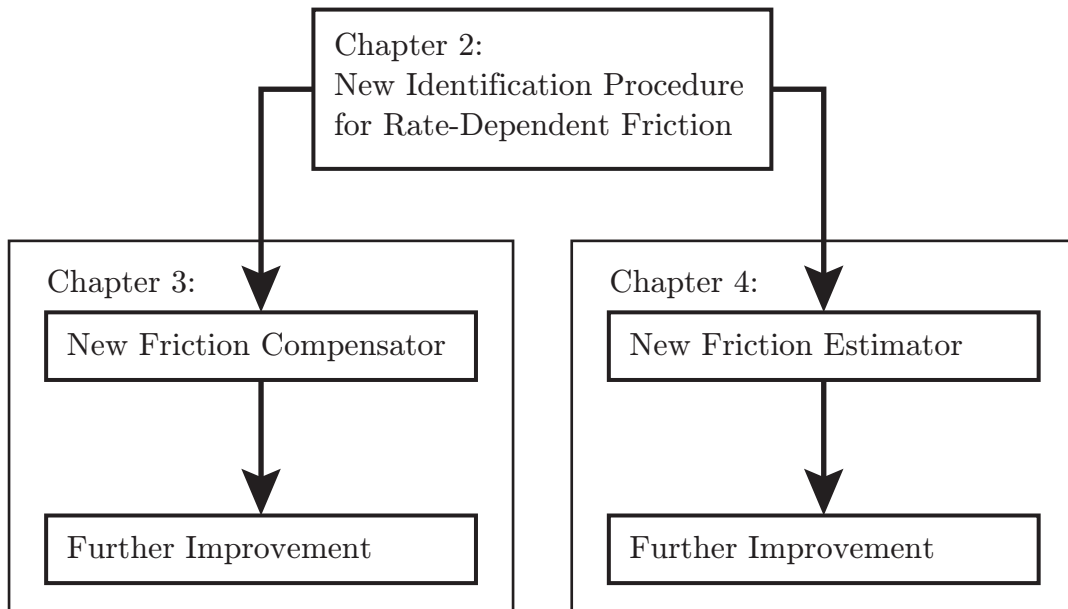 Chapter 2:
New Identification Procedure
for Rate-Dependent Friction
Chapter 3:
New Friction Compensator
Further Improvement
Chapter 4:
New Friction Estimator
Further Improvement